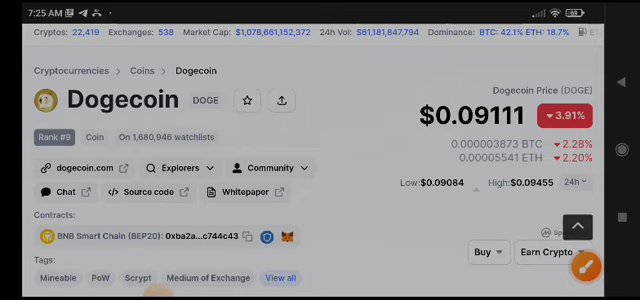 7:25 AM
69
Cryptos: 22,419 Exchanges: 538 Market Cap: $1,078,661,152,372 24h Vol: $61,181,847,794 Dominance: BTC: 42.1% ETH: 18.7%
Cryptocurrencies > Coins > Dogecoin
Dogecoin DOGE
Rank #9 Coin On 1,680,946 watchlists
dogecoin.com Explorers Community
Chat Source code Whitepaper
Contracts:
BNB Smart Chain (BEP20): 0xba2a...c744c43
Tags:
Mineable PoW Scrypt Medium of Exchange View all
Dogecoin Price (DOGE)
$0.09111 3.91%
0.000003873 BTC 2.28%
0.00005541 ETH 2.20%
Low:$0.09084 High:$0.09455 24h
Buy Earn Crypto